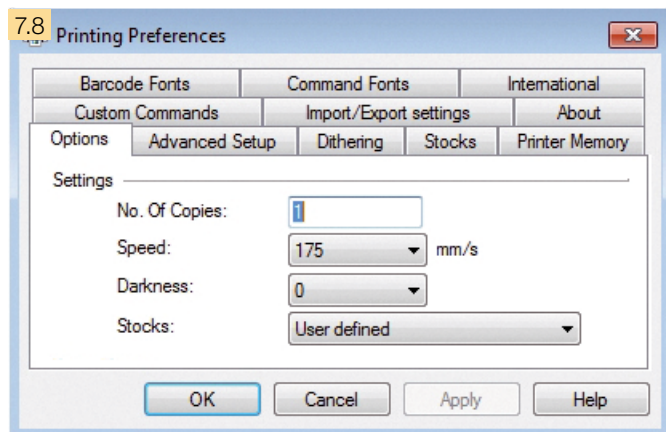 7.8
Printing Preferences
Barcode Fonts Command Fonts International
Custom Commands Import/Export settings About
Options Advanced Setup Dithering Stocks Printer Memory
Settings
No. Of Copies: 1
Speed: 175 mm/s
Darkness: 0
Stocks: User defined
OK Cancel Apply Help